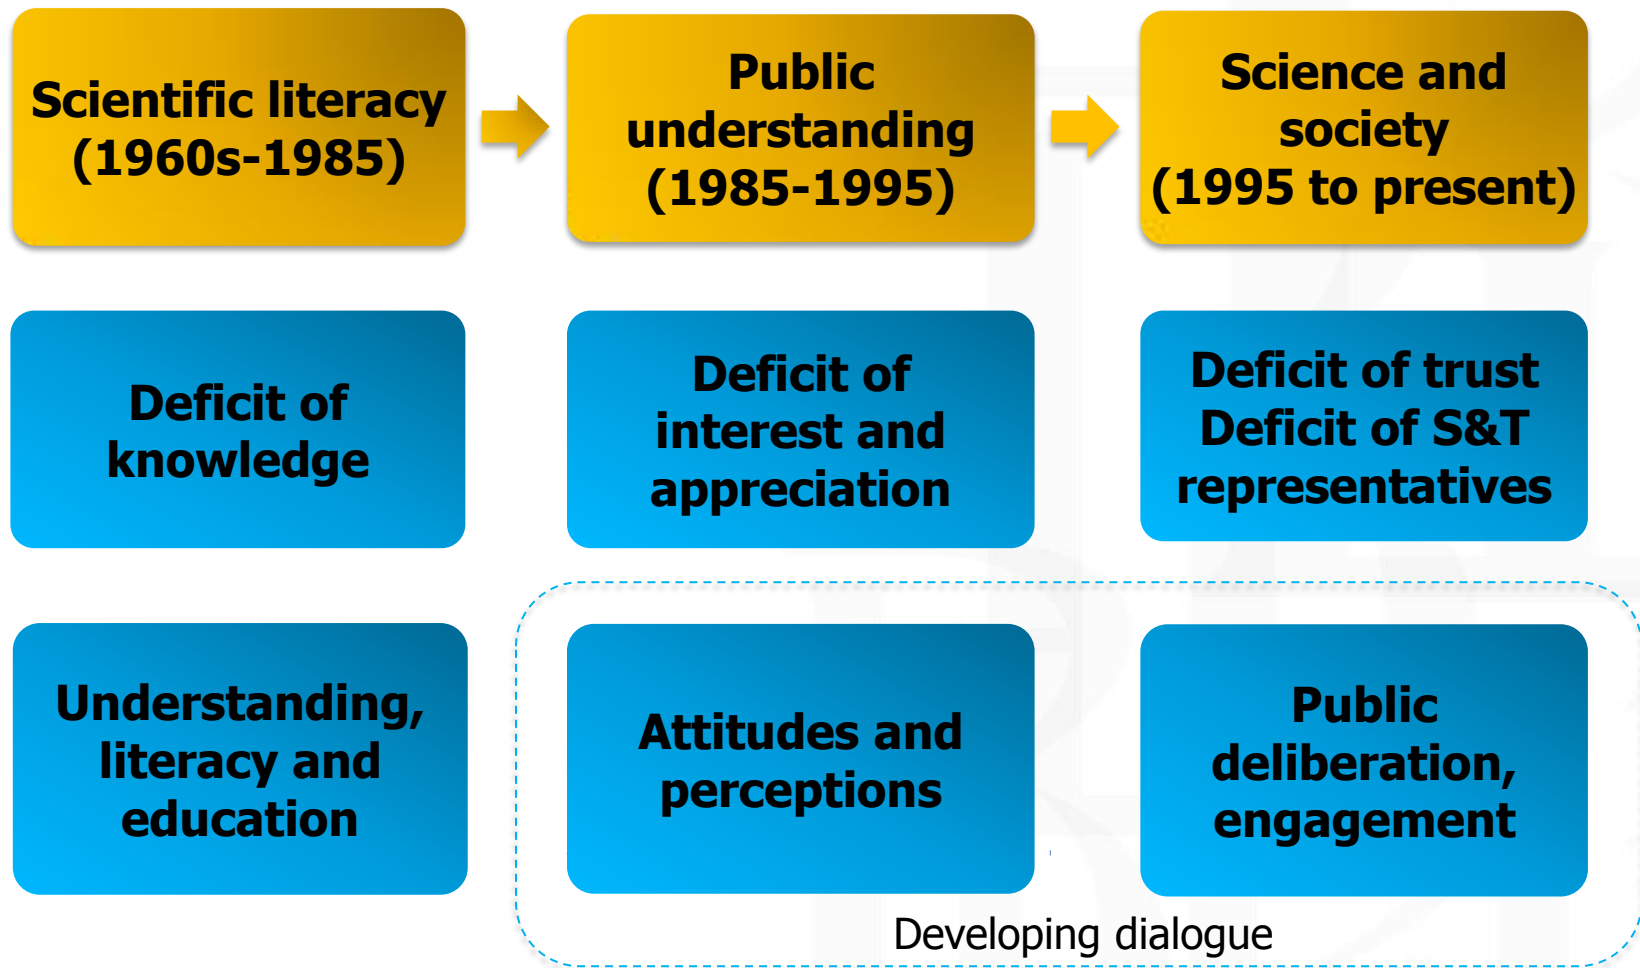 Scientific literacy
(1960s-1985)
Public
understanding
(1985-1995)
Science and
society
(1995 to present)
Deficit of
knowledge
Deficit of
interest and
appreciation
Deficit of trust
Deficit of S&T
representatives
Understanding,
literacy and
education
Attitudes and
perceptions
Public
deliberation,
engagement
Developing dialogue